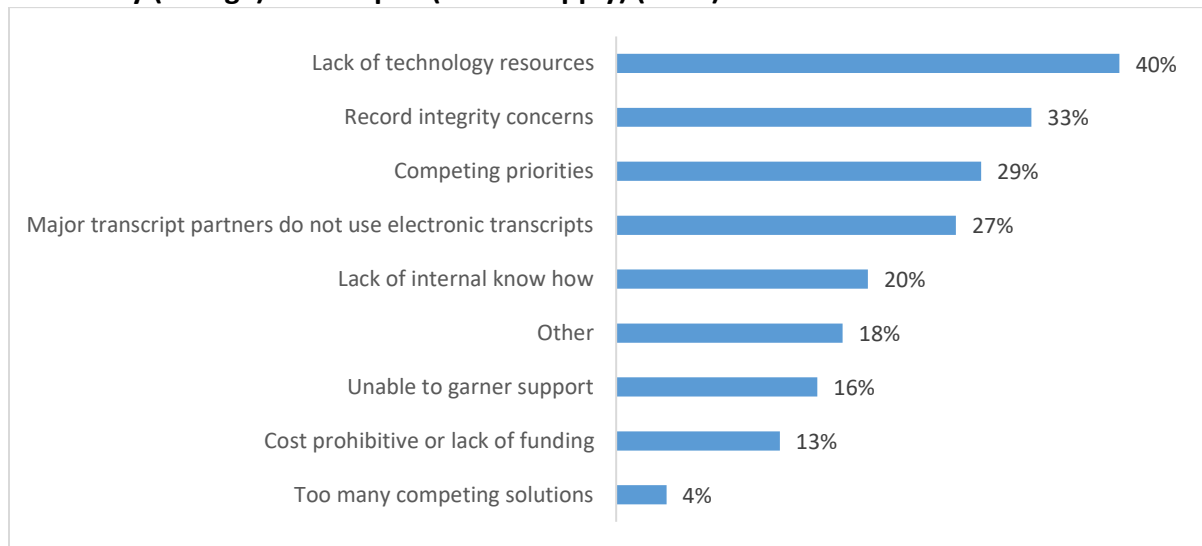 Lack of technology resources 40%
Record integrity concerns 33%
Competing priorities 29%
Major transcript partners do not use electronic transcripts 27%
Lack of internal know how 20%
Other 18%
Unable to garner support 16%
Cost prohibitive or lack of funding 13%
Too many competing solutions 4%